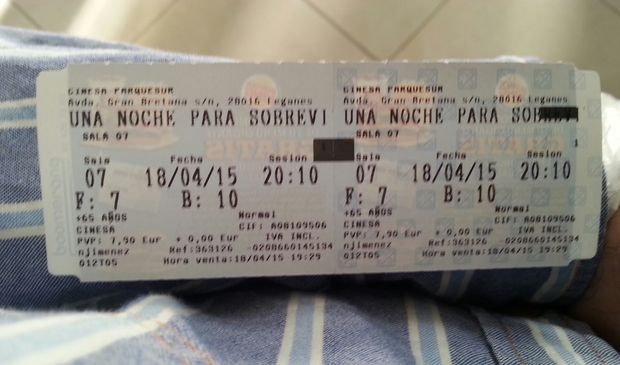 CINESA PARQUESUR
Avda. Gran Bretana s/n, 28016 Leganes
UNA NOCHE PARA SOBREVI
SALA 07
Sala Fecha Sesion
07 18/04/15 20:10
F: 7 B: 10
+65 AÑOS Normal
CINESA CIF: A08109506
PVP: 7,90 Eur + 0,00 Eur IVA INCL.
njimenez Ref:363126 -0208660145134
012T05 Hora venta:18/04/15 19:29
CINESA PARQUESUR
Avda. Gran Bretana s/n, 28016 Leganes
UNA NOCHE PARA
SALA 07
1
Sala Fecha Sesion
07 18/04/15 20:10
F: 7 B: 10
+65 AÑOS Normal
CINESA CIF: A08109506
PVP: 7,90 Eur + 0,00 Eur IVA INCL.
njimenez Ref:363126 -0208660145134
012T05 Hora venta:18/04/15 19:29